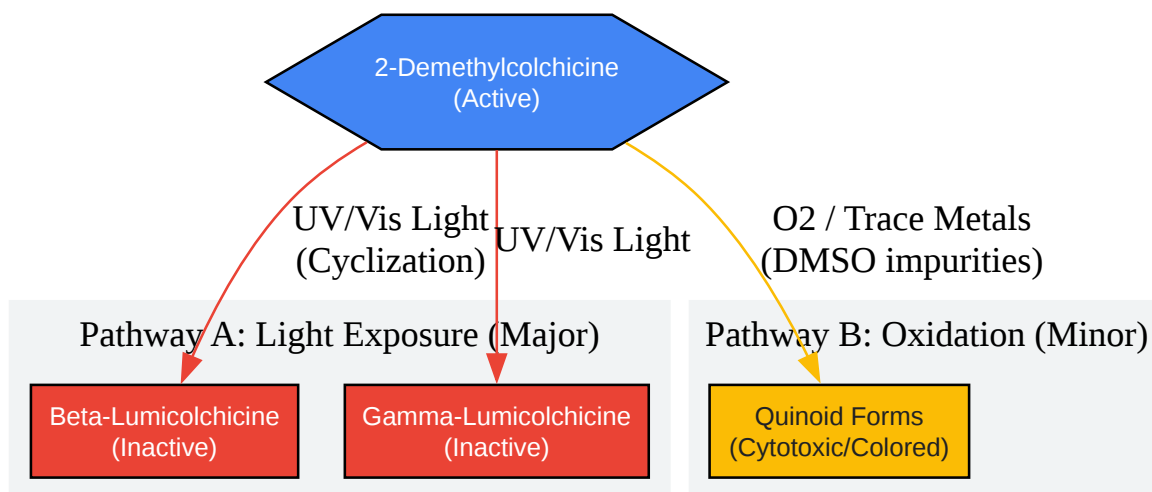 2-Demethylcolchicine
(Active)
UV/Vis Light
(Cyclization)
UV/Vis Light
O2 / Trace Metals
(DMSO impurities)
Pathway A: Light Exposure (Major)
Pathway B: Oxidation (Minor)
Beta-Lumicolchicine
(Inactive)
Gamma-Lumicolchicine
(Inactive)
Quinoid Forms
(Cytotoxic/Colored)